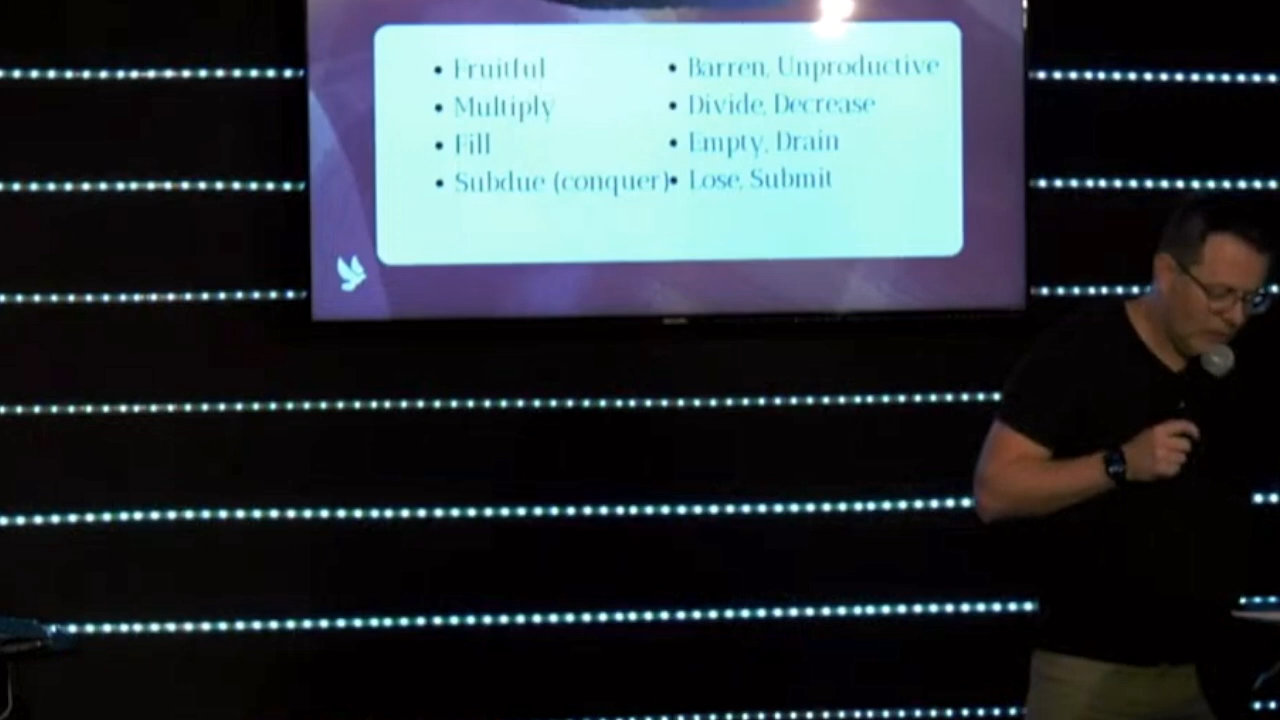 • Fruitful
• Multiply
• Fill
• Subdue (conquer)
• Barren, Unproductive
• Divide, Decrease
• Empty, Drain
• Lose, Submit